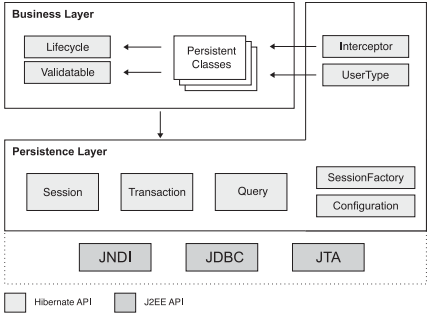 Business Layer
Lifecycle
Validatable
Persistent
Classes
Interceptor
UserType
Persistence Layer
Session
Transaction
Query
SessionFactory
Configuration
JNDI
JDBC
JTA
Hibernate API
J2EE API